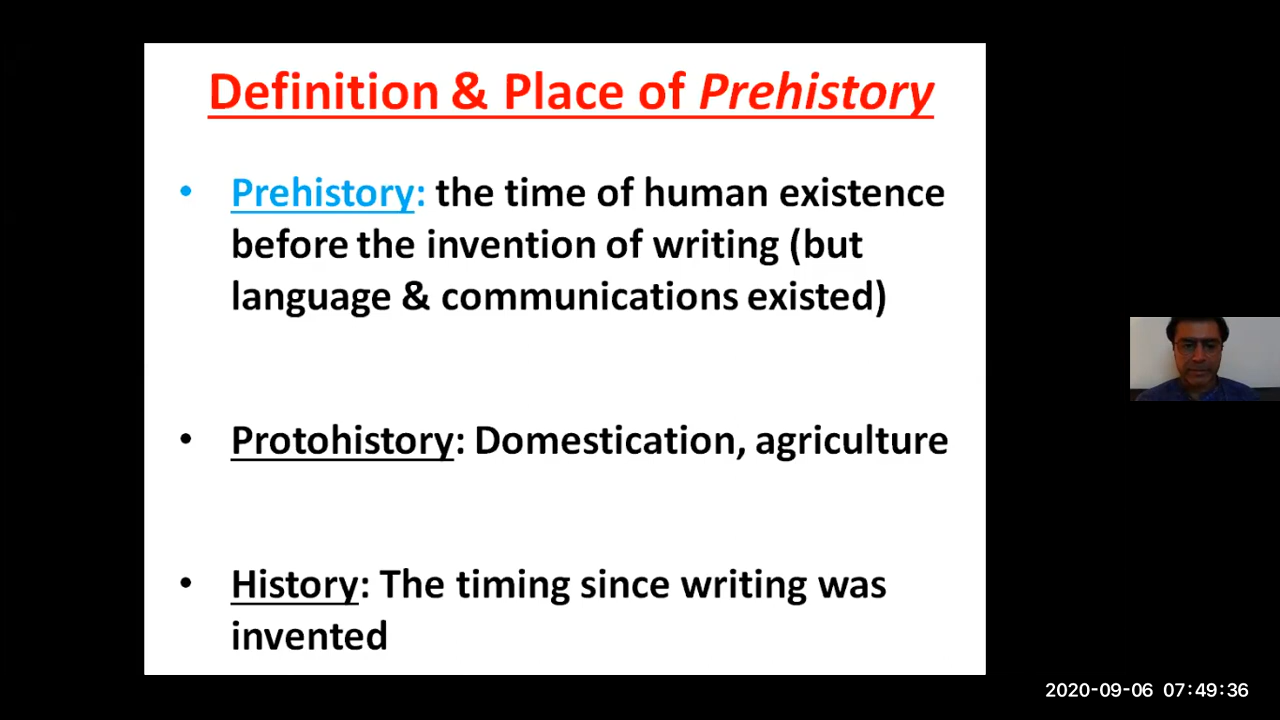 Definition & Place of Prehistory
• Prehistory: the time of human existence
before the invention of writing (but
language & communications existed)
• Protohistory: Domestication, agriculture
• History: The timing since writing was
invented
2020-09-06 07:49:36